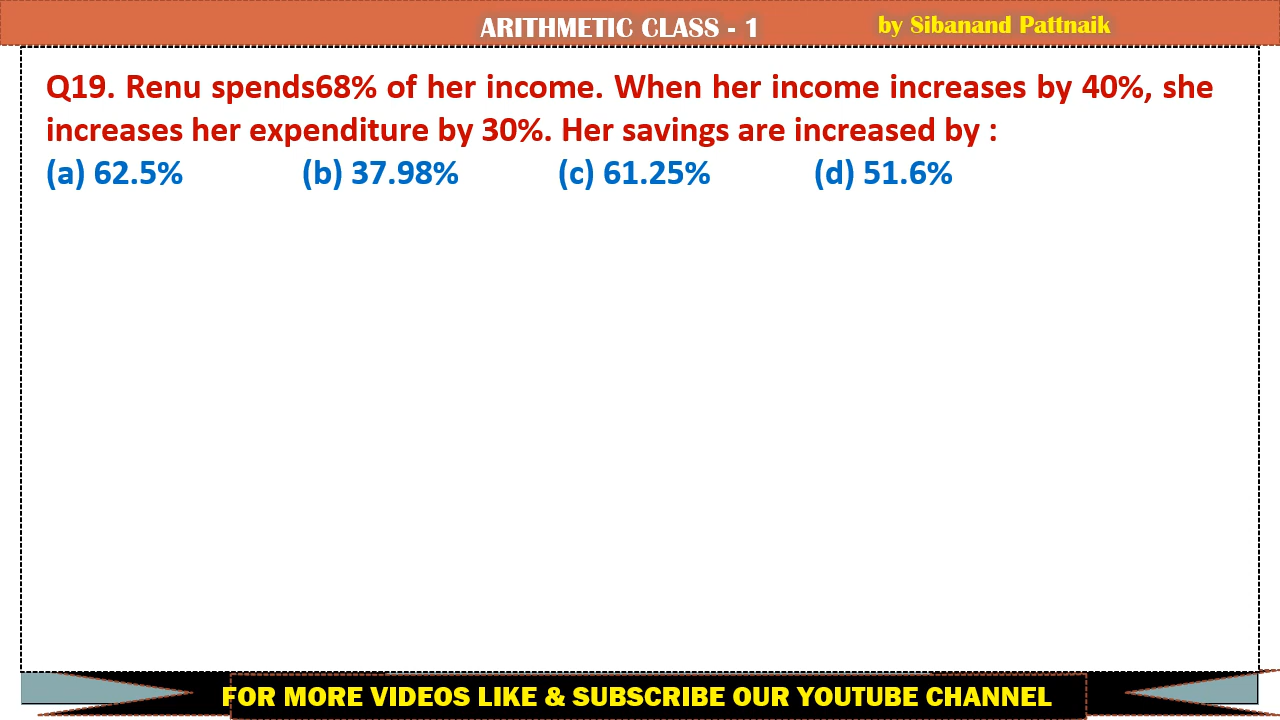 ARITHMETIC CLASS - 1 by Sibanand Pattnaik
Q19. Renu spends68% of her income. When her income increases by 40%, she
increases her expenditure by 30%. Her savings are increased by :
(a) 62.5% (b) 37.98% (c) 61.25% (d) 51.6%
FOR MORE VIDEOS LIKE & SUBSCRIBE OUR YOUTUBE CHANNEL